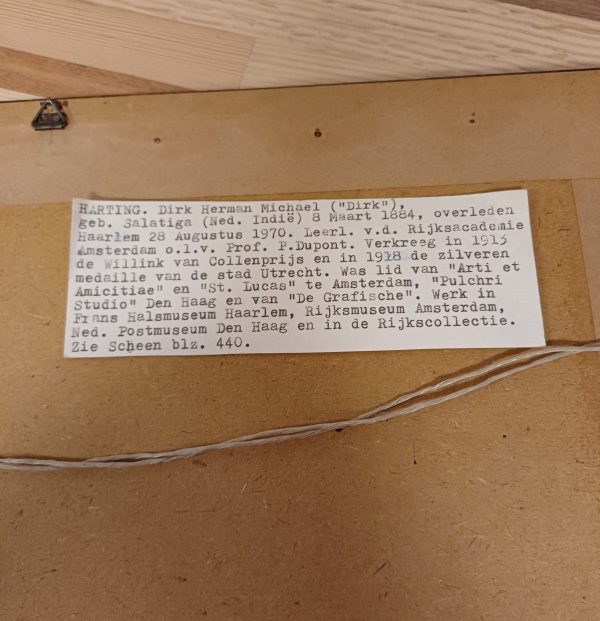 HARTING. Dirk Herman Michael ("Dirk"),
geb. Salatiga (Ned. Indië) 8 Maart 1884, overleden
Haarlem 28 Augustus 1970. Leerl. v.d. Rijksacademie
Amsterdam o.l.v. Prof. P.Dupont. Verkreeg in 1913
de Willink van Collenprijs en in 1918 de zilveren
medaille van de stad Utrecht. Was lid van "Arti et
Amicitiae" en "St. Lucas" te Amsterdam, "Pulchri
Studio" Den Haag en van "De Grafische". Werk in
Frans Halsmuseum Haarlem, Rijksmuseum Amsterdam,
Ned. Postmuseum Den Haag en in de Rijkscollectie.
Zie Scheen blz. 440.